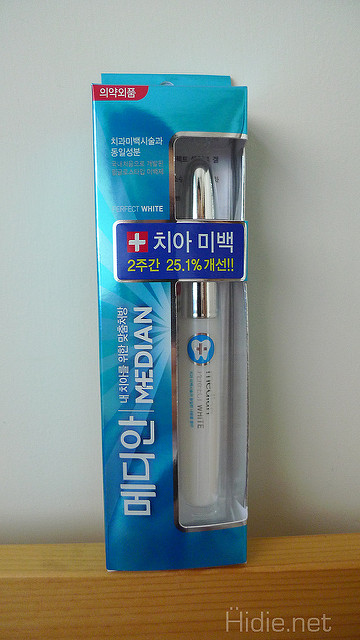 의약외품
치과미백시술과
동일성분
PERFECT WHITE
치아 미백
2주간 25.1% 개선!!
내 치아를 위한 맞춤처방
메디안 MEDIAN
WHITE
Hidie.net